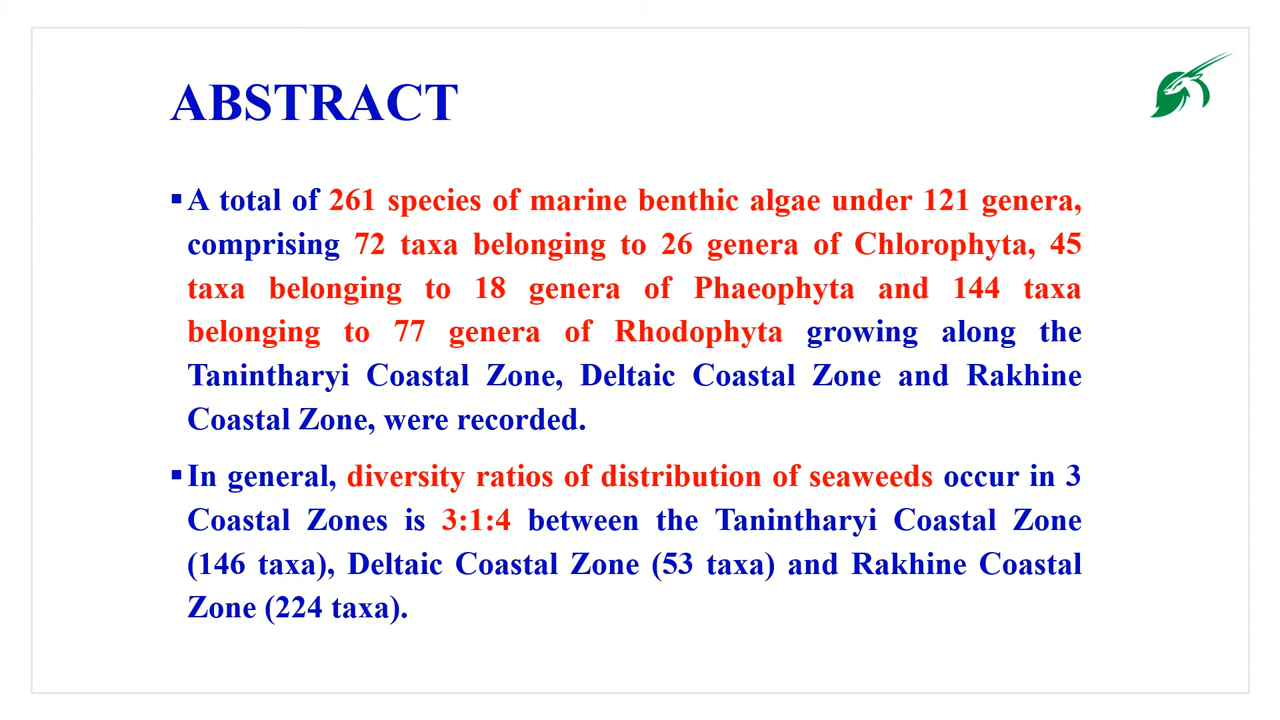 ABSTRACT
▪A total of 261 species of marine benthic algae under 121 genera,
comprising 72 taxa belonging to 26 genera of Chlorophyta, 45
taxa belonging to 18 genera of Phaeophyta and 144 taxa
belonging to 77 genera of Rhodophyta growing along the
Tanintharyi Coastal Zone, Deltaic Coastal Zone and Rakhine
Coastal Zone, were recorded.
▪In general, diversity ratios of distribution of seaweeds occur in 3
Coastal Zones is 3:1:4 between the Tanintharyi Coastal Zone
(146 taxa), Deltaic Coastal Zone (53 taxa) and Rakhine Coastal
Zone (224 taxa).